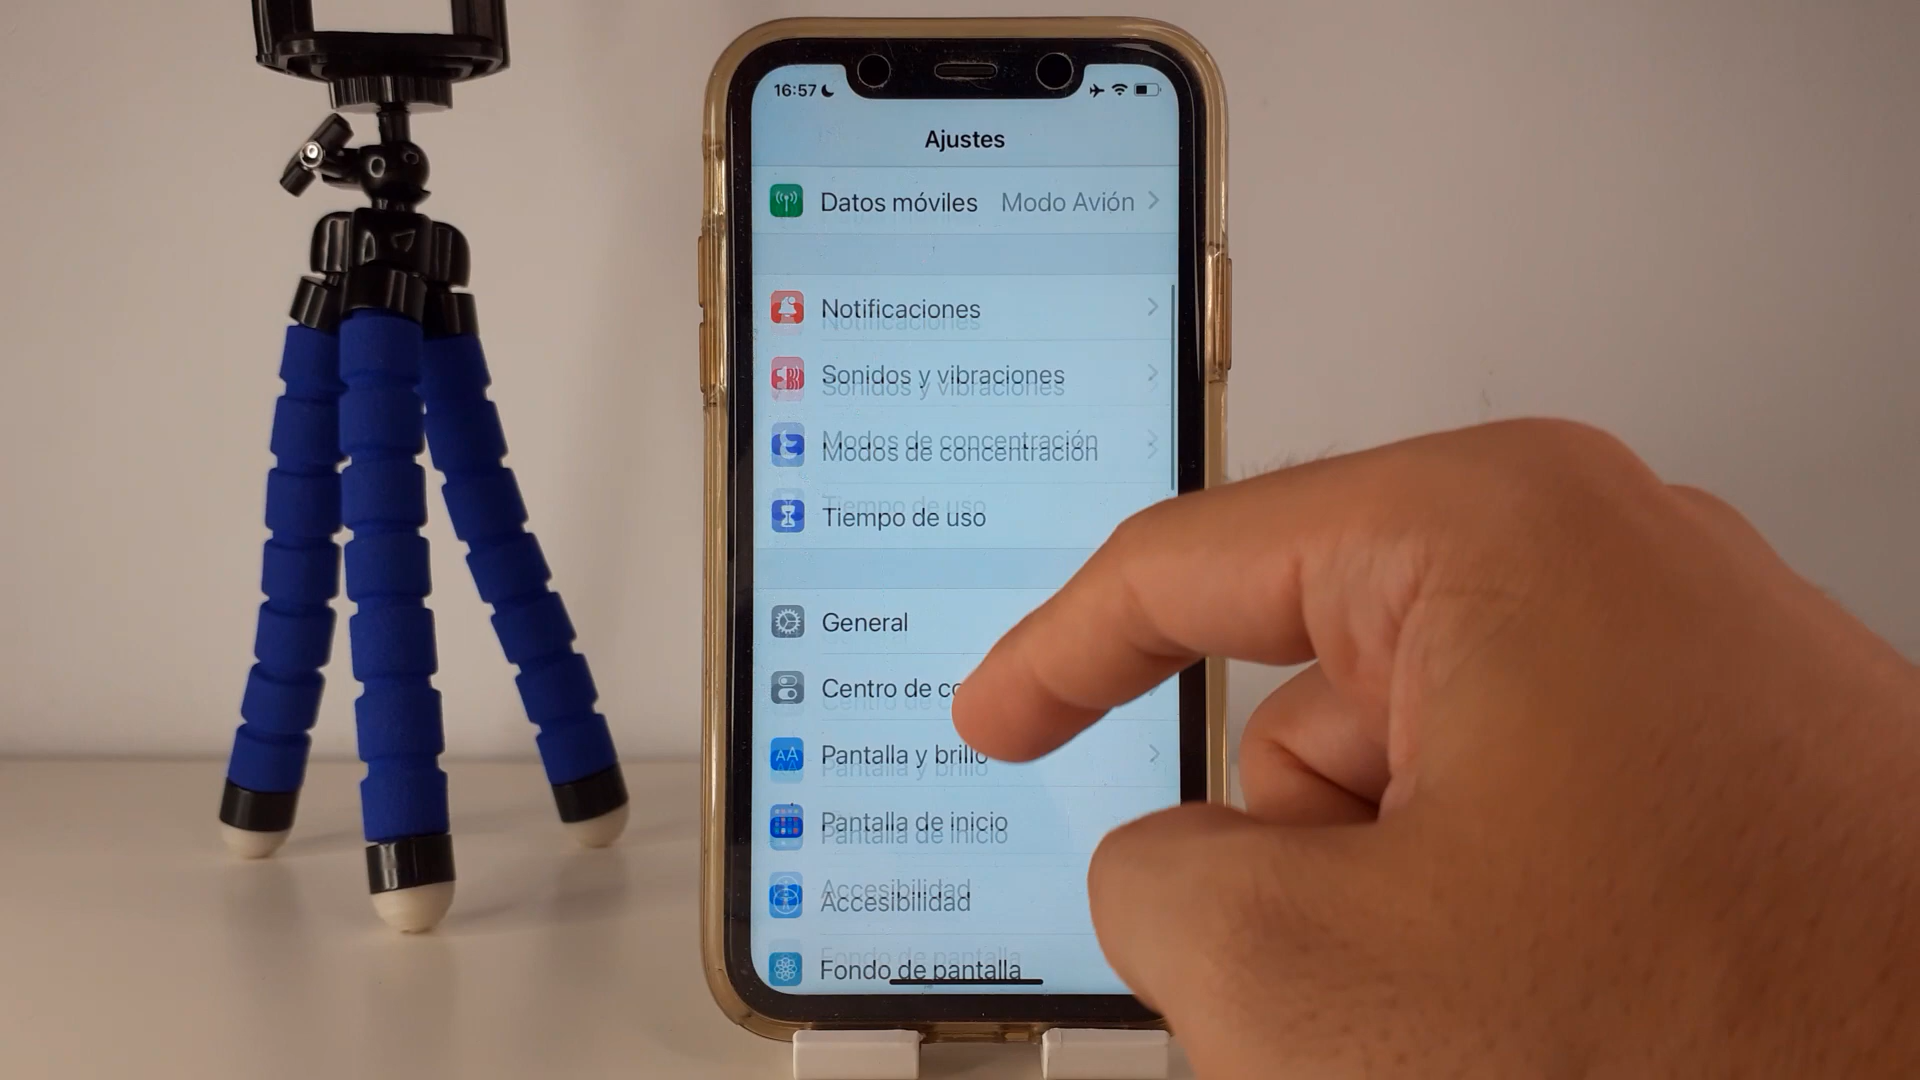 16:57
Ajustes
Datos móviles Modo Avión
Notificaciones
Sonidos y vibraciones
Modos de concentración
Tiempo de uso
General
Centro de
Pantalla y brillo
Pantalla de inicio
Accesibilidad
Fondo de pantalla